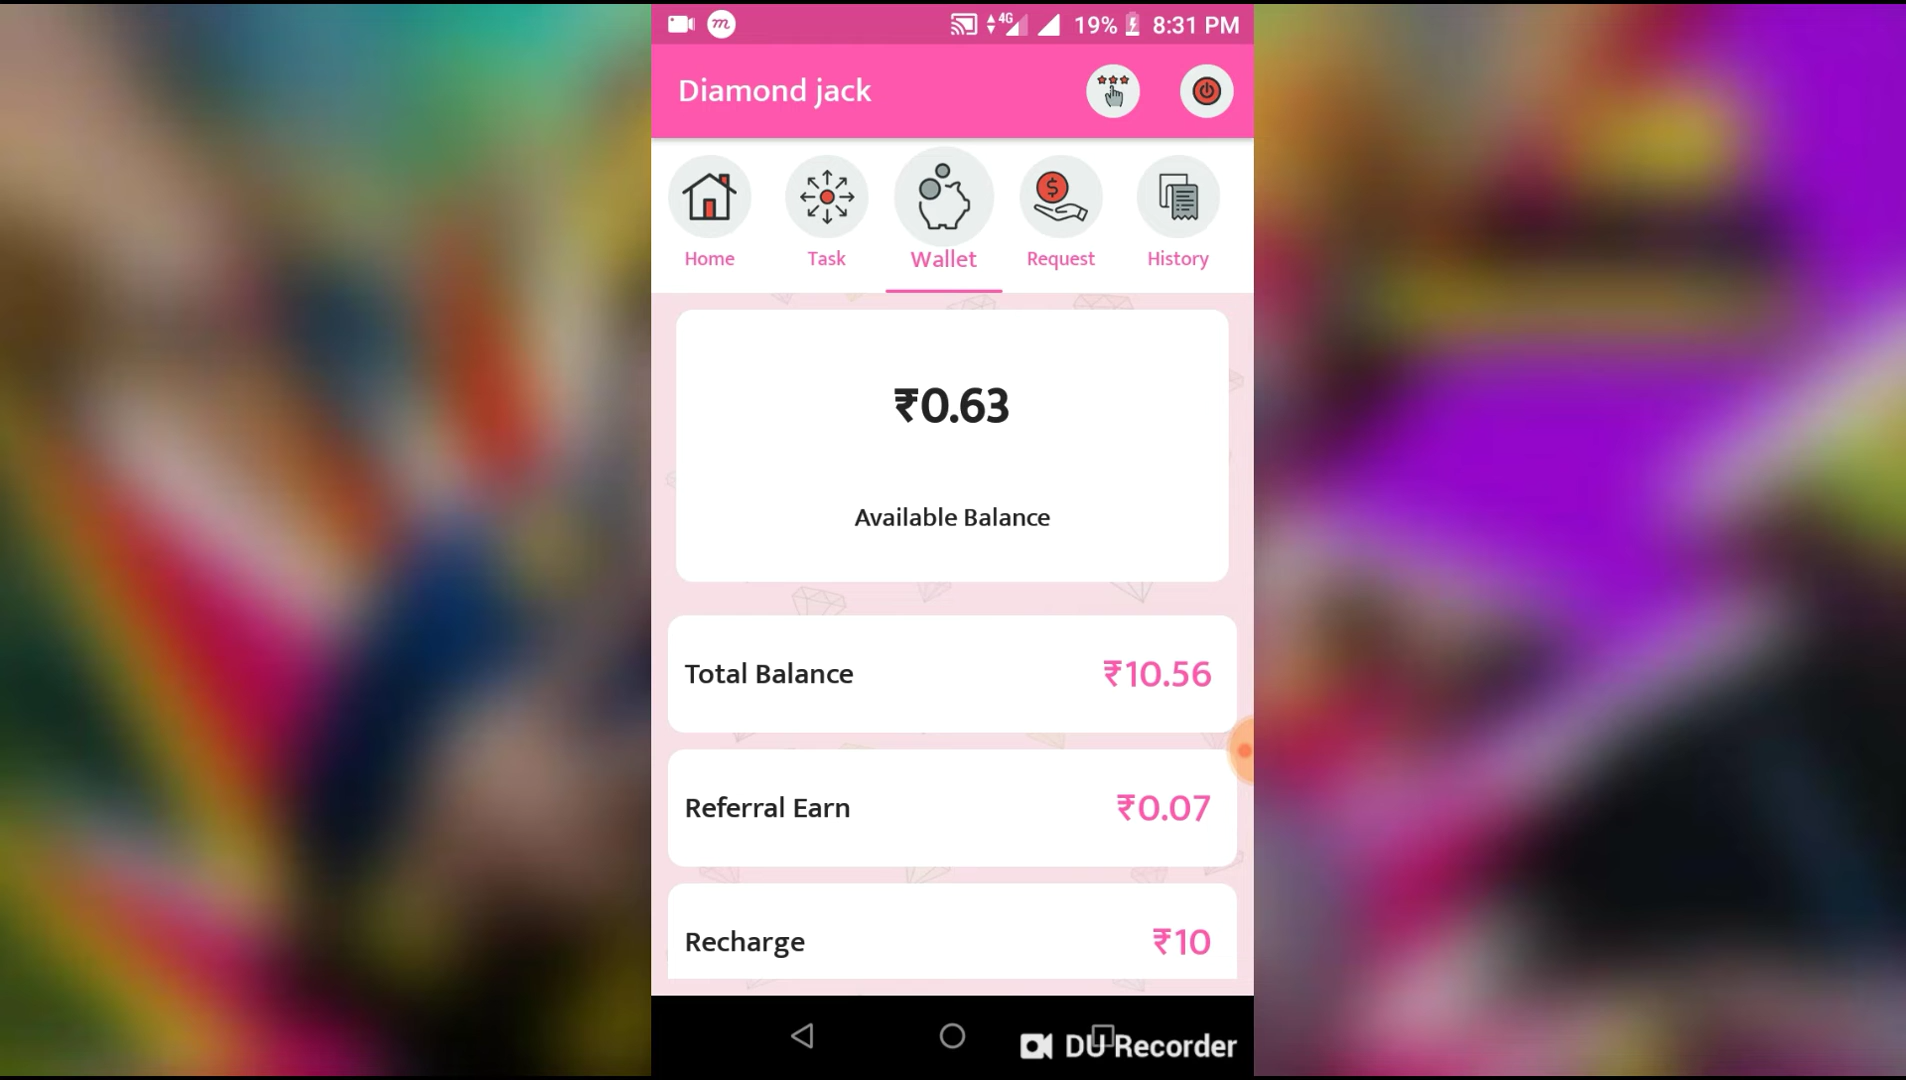 4G 19% 8:31 PM
Diamond jack
Home Task Wallet Request History
₹0.63
Available Balance
Total Balance ₹10.56
Referral Earn ₹0.07
Recharge ₹10
DU Recorder